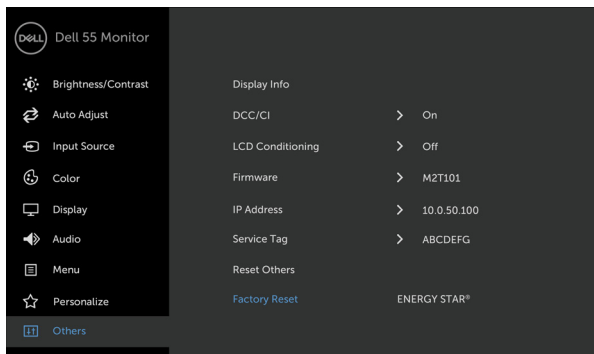 DELL Dell 55 Monitor
Brightness/Contrast
Auto Adjust
Input Source
Color
Display
Audio
Menu
Personalize
Others
Display Info
DCC/CI > On
LCD Conditioning > Off
Firmware > M2T101
IP Address > 10.0.50.100
Service Tag > ABCDEFG
Reset Others
Factory Reset ENERGY STAR®